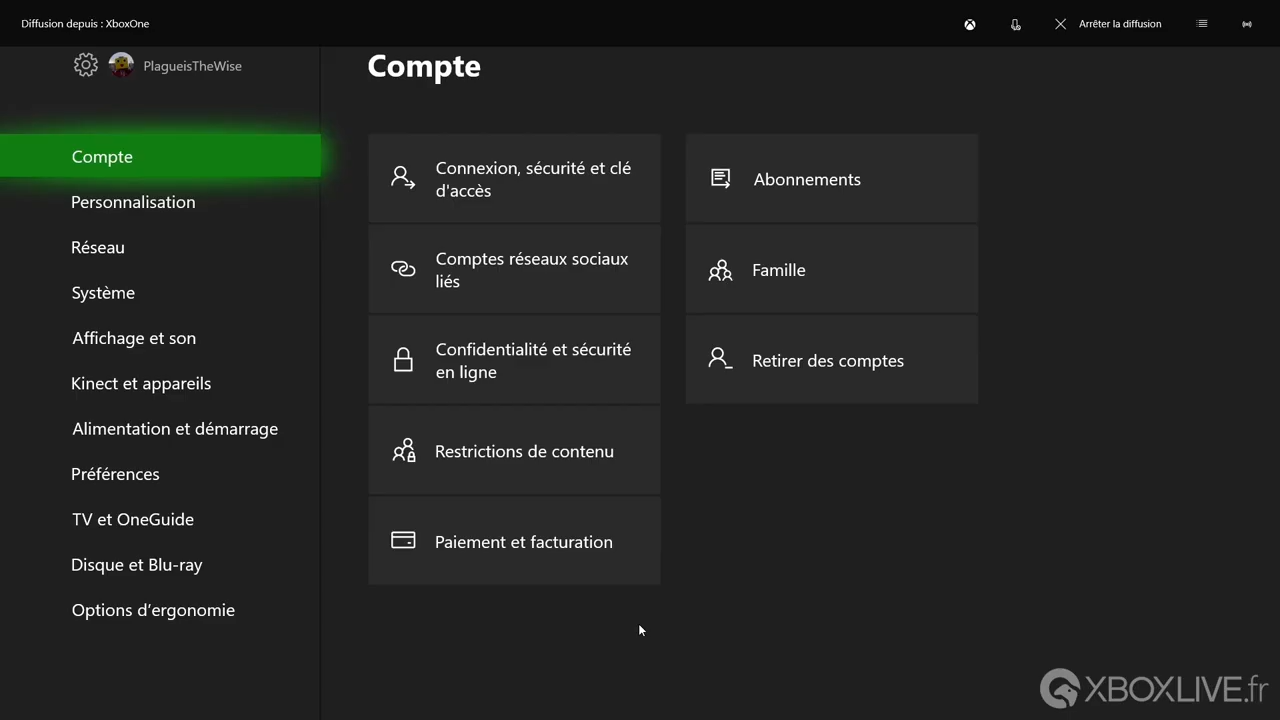 Diffusion depuis : XboxOne
Arrêter la diffusion
PlagueisTheWise
Compte
Personnalisation
Réseau
Système
Affichage et son
Kinect et appareils
Alimentation et démarrage
Préférences
TV et OneGuide
Disque et Blu-ray
Options d’ergonomie
Compte
Connexion, sécurité et clé
d'accès
Comptes réseaux sociaux
liés
Confidentialité et sécurité
en ligne
Restrictions de contenu
Paiement et facturation
Abonnements
Famille
Retirer des comptes
XBOXLIVE.fr